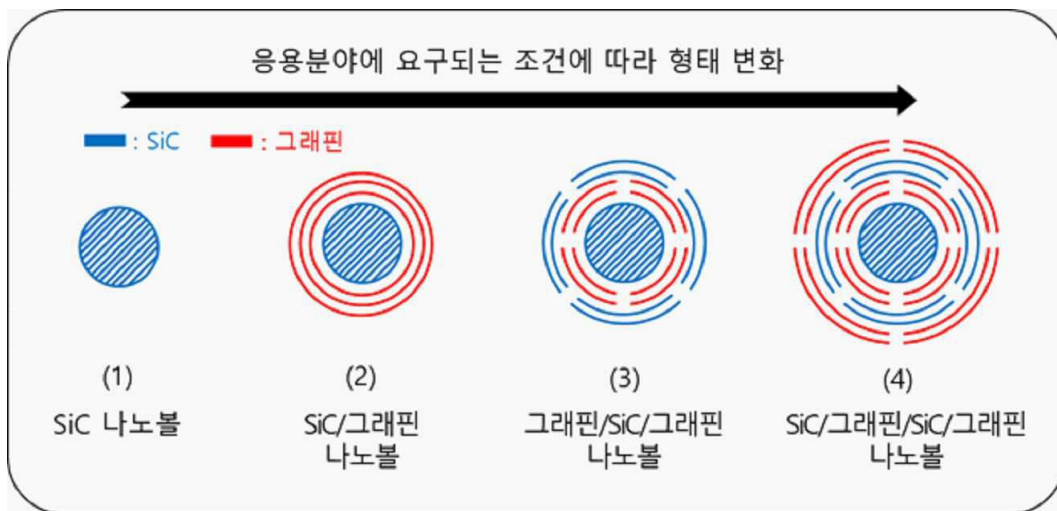 응용분야에 요구되는 조건에 따라 형태 변화
: SiC : 그래핀
(1)
SiC 나노볼
(2)
SiC/그래핀
나노볼
(3)
그래핀/SiC/그래핀
나노볼
(4)
SiC/그래핀/SiC/그래핀
나노볼